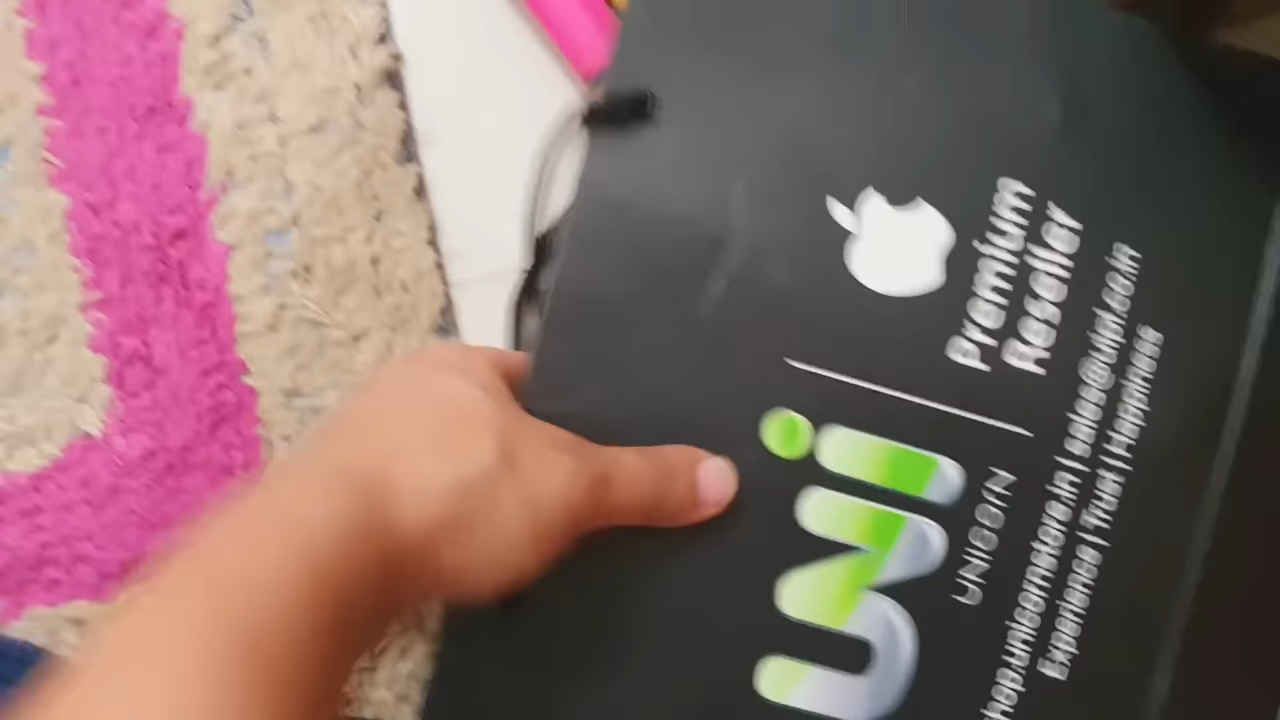 uni
UNICORN
Premium
Reseller
shop.unicornstore.in | sales@uipl.co.in
Experience | Trust | Happiness